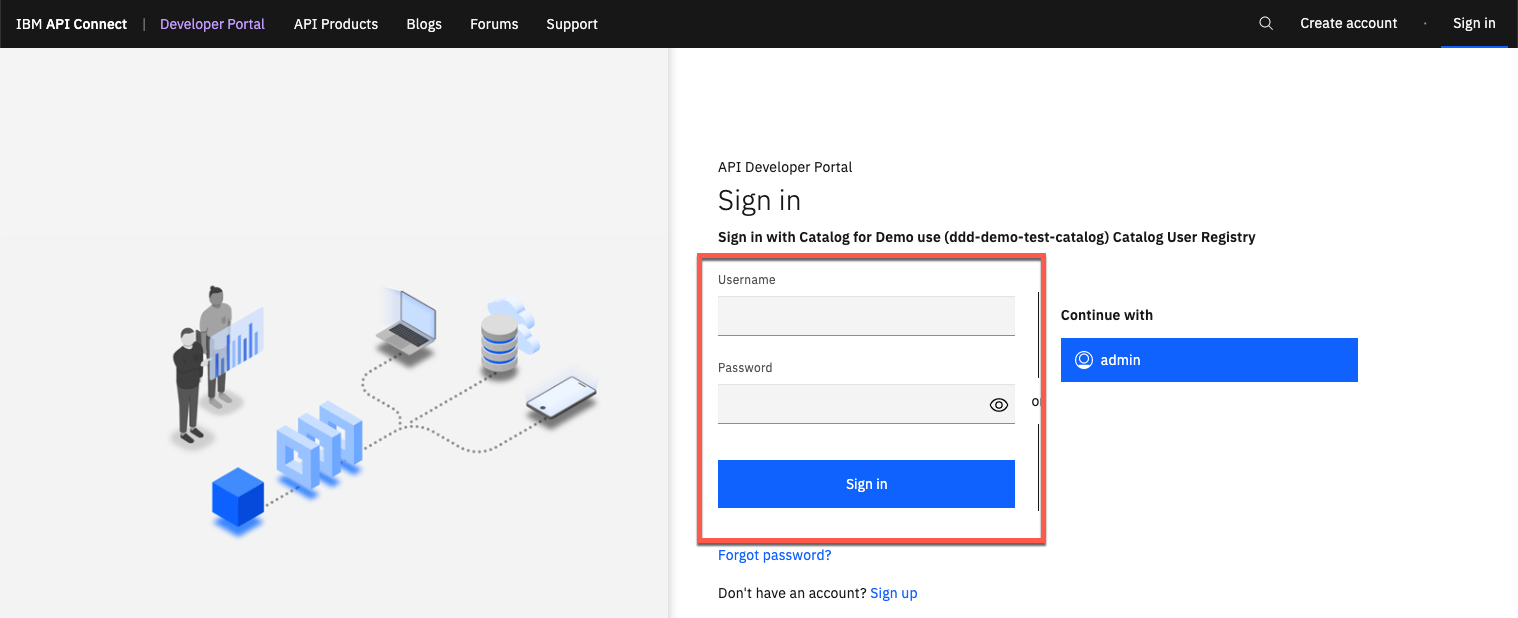 IBM API Connect | Developer Portal API Products Blogs Forums Support Create account · Sign in
API Developer Portal
Sign in
Sign in with Catalog for Demo use (ddd-demo-test-catalog) Catalog User Registry
Username
Password
or
Sign in
Continue with
admin
Forgot password?
Don't have an account? Sign up